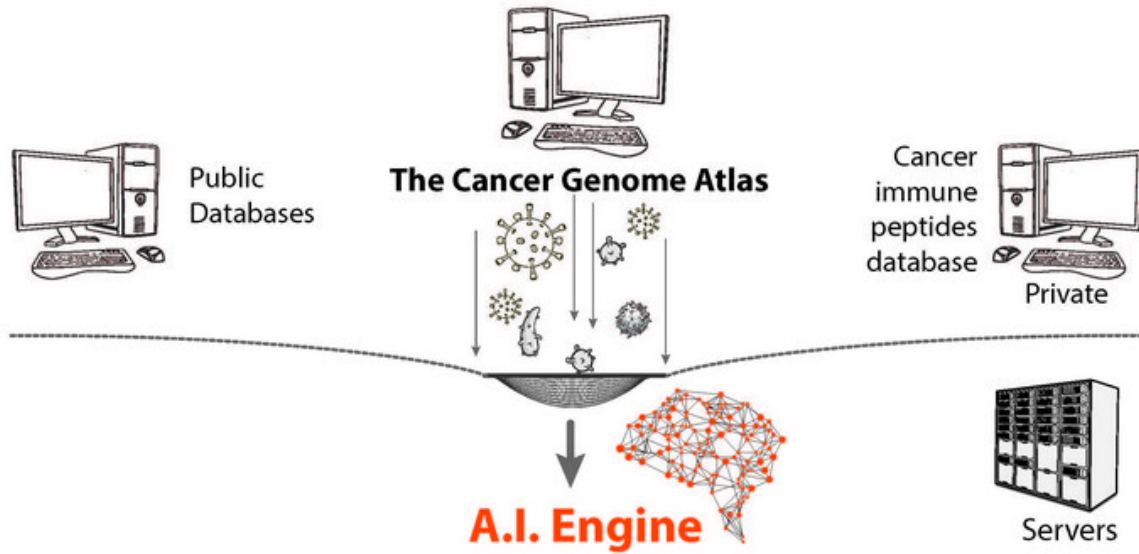 The Cancer Genome Atlas
Public
Databases
Cancer
immune
peptides
database
Private
A.I. Engine
Servers